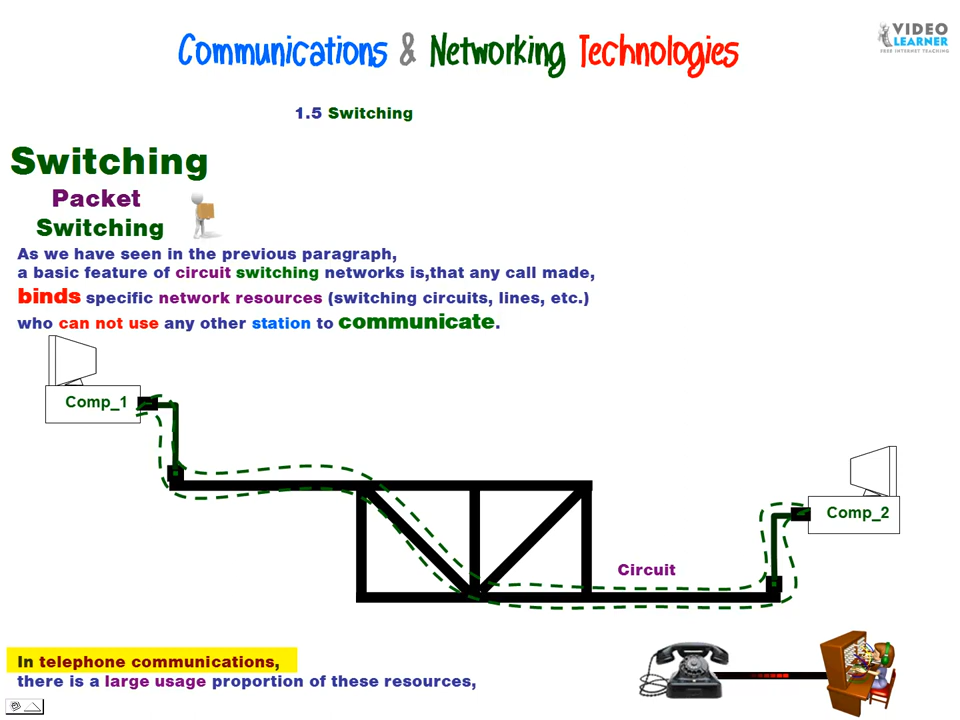 Communications & Networking Technologies
VIDEO
LEARNER
FREE INTERNET TEACHING
1.5 Switching
Switching
Packet
Switching
As we have seen in the previous paragraph,
a basic feature of circuit switching networks is,that any call made,
binds specific network resources (switching circuits, lines, etc.)
who can not use any other station to communicate.
Comp_1
Comp_2
Circuit
In telephone communications,
there is a large usage proportion of these resources,